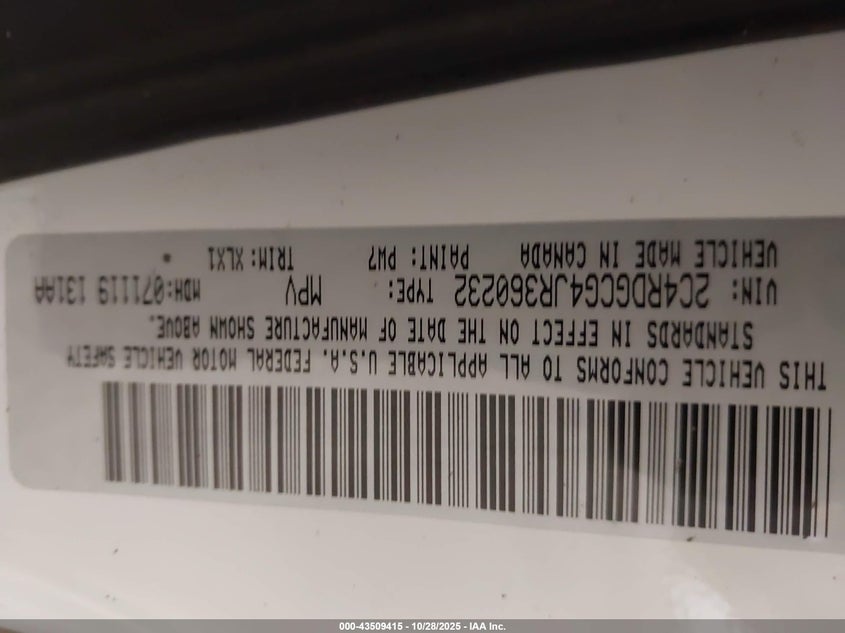 THIS VEHICLE CONFORMS TO ALL APPLICABLE U.S.A. FEDERAL MOTOR VEHICLE SAFETY
STANDARDS IN EFFECT ON THE DATE OF MANUFACTURE SHOWN ABOVE.
VIN: 2C4RDGCG4JR360232 TYPE: MPV MDH:071119 131AA
VEHICLE MADE IN CANADA PAINT: PW7 TRIM: XLX1
000-43509415 - 10/28/2025 - IAA Inc.